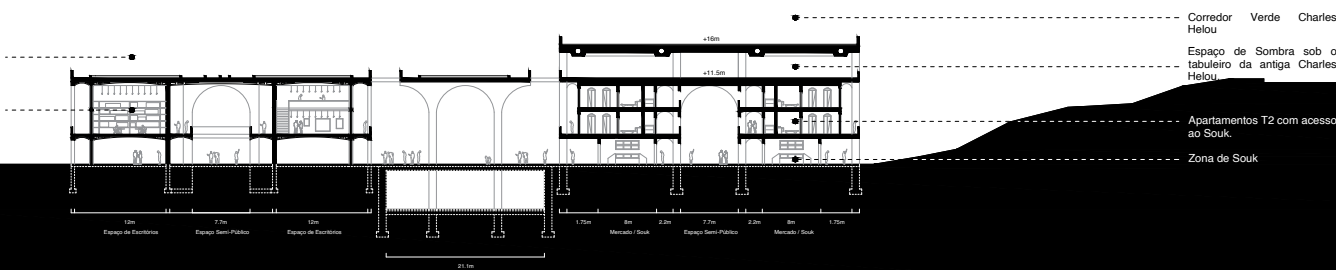 Corredor Verde Charles
Helou
Espaço de Sombra sob o
tabuleiro da antiga Charles
Helou.
Apartamentos T2 com acesso
ao Souk.
Zona de Souk
+16m
+11.5m
12m
7.7m
12m
1.75m
8m
2.2m
7.7m
2.2m
8m
1.75m
Espaço de Escritórios
Espaço Semi-Público
Espaço de Escritórios
Mercado / Souk
Espaço Semi-Público
Mercado / Souk
21.1m